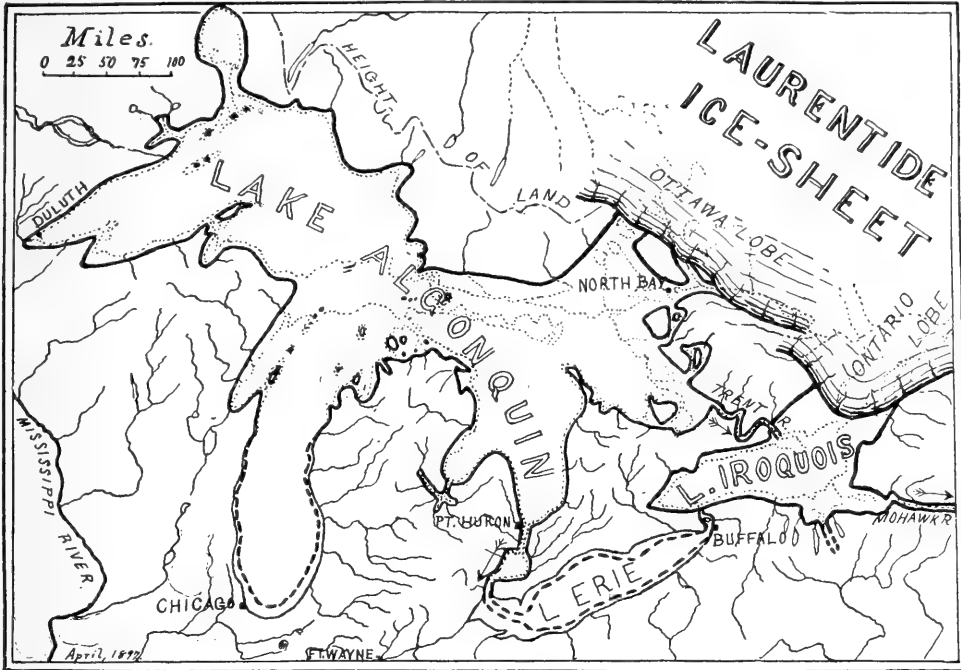 Miles.
0 25 50 75 100
HEIGHT OF LAND
LAURENTIDE
ICE-SHEET
OTTAWA LOBE
DULUTH
LAKE ALGONQUIN
NORTH BAY
ONTARIO
LOBE
TRENT R
MISSISSIPPI
RIVER
L. IROQUOIS
PT. HURON
MOHAWK R
BUFFALO
L ERIE
CHICAGO
FT. WAYNE
April,